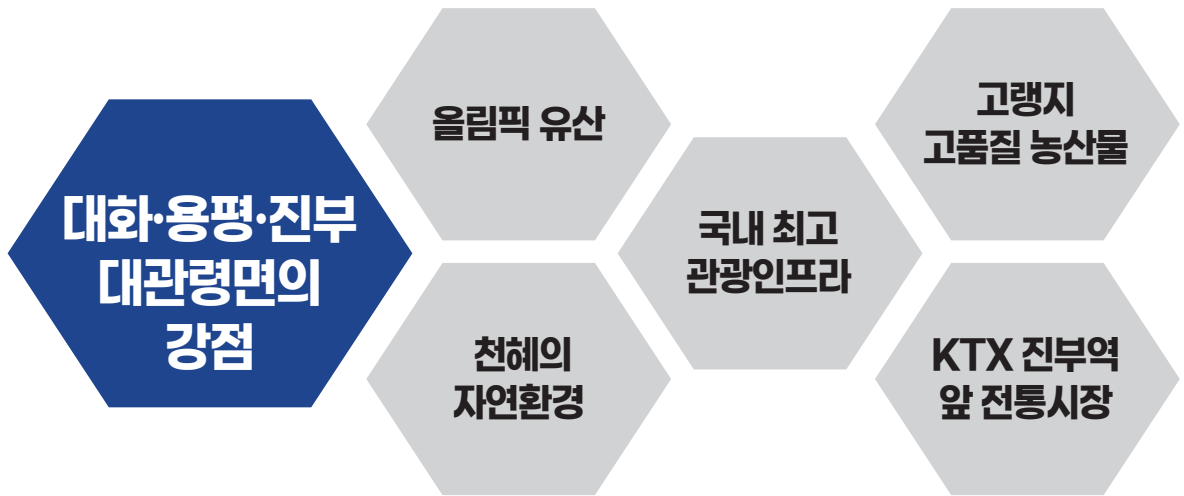 대화·용평·진부
대관령면의
강점
올림픽 유산
천혜의
자연환경
국내 최고
관광인프라
고랭지
고품질 농산물
KTX 진부역
앞 전통시장